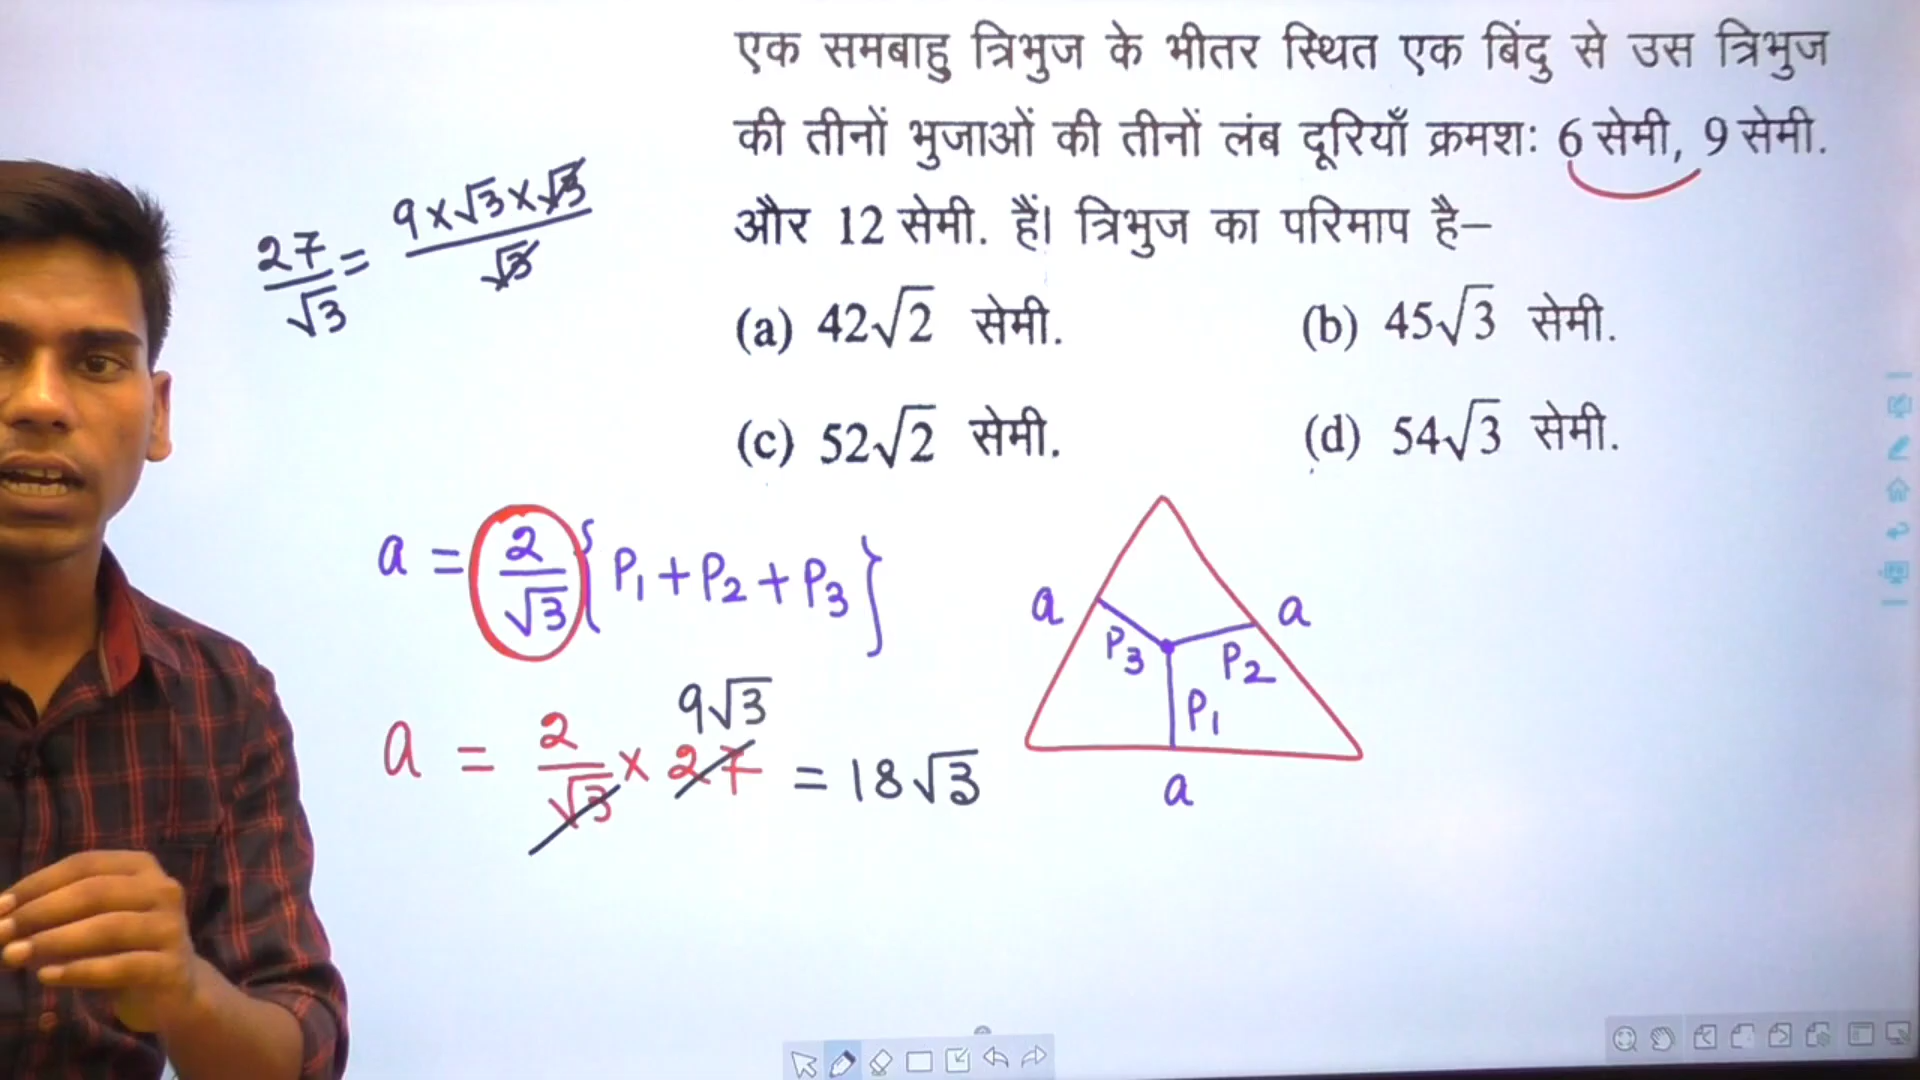 एक समबाहु त्रिभुज के भीतर स्थित एक बिंदु से उस त्रिभुज
की तीनों भुजाओं की तीनों लंब दूरियाँ क्रमशः 6 सेमी, 9 सेमी.
और 12 सेमी. हैं। त्रिभुज का परिमाप है–
(a) 42√2 सेमी. (b) 45√3 सेमी.
(c) 52√2 सेमी. (d) 54√3 सेमी.
27/√3 = 9×√3×√3/√3
a = 2/√3 {P₁+P₂+P₃}
9√3
a = 2/√3 × 27 = 18√3
a a
P₃ P₂
P₁
a